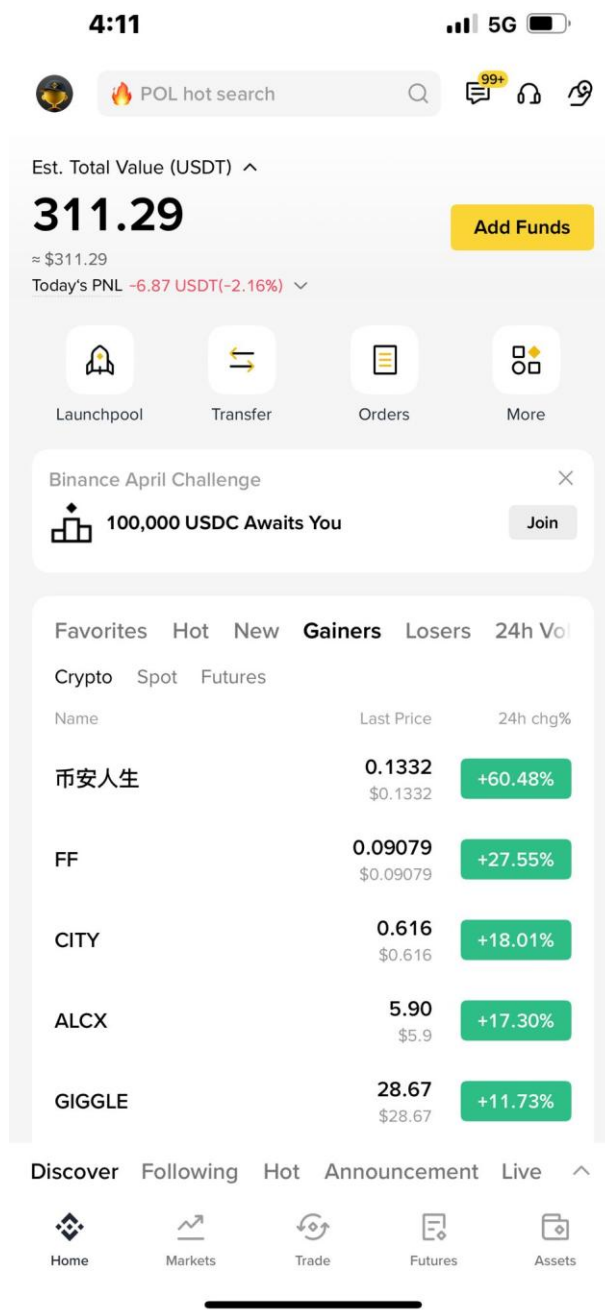 4:11 5G
POL hot search 99+
Est. Total Value (USDT)
311.29
Add Funds
≈ $311.29
Today's PNL -6.87 USDT(-2.16%)
Launchpool Transfer Orders More
Binance April Challenge
100,000 USDC Awaits You Join
Favorites Hot New Gainers Losers 24h Vol
Crypto Spot Futures
Name Last Price 24h chg%
币安人生 0.1332 +60.48%
$0.1332
FF 0.09079 +27.55%
$0.09079
CITY 0.616 +18.01%
$0.616
ALCX 5.90 +17.30%
$5.9
GIGGLE 28.67 +11.73%
$28.67
Discover Following Hot Announcement Live
Home Markets Trade Futures Assets